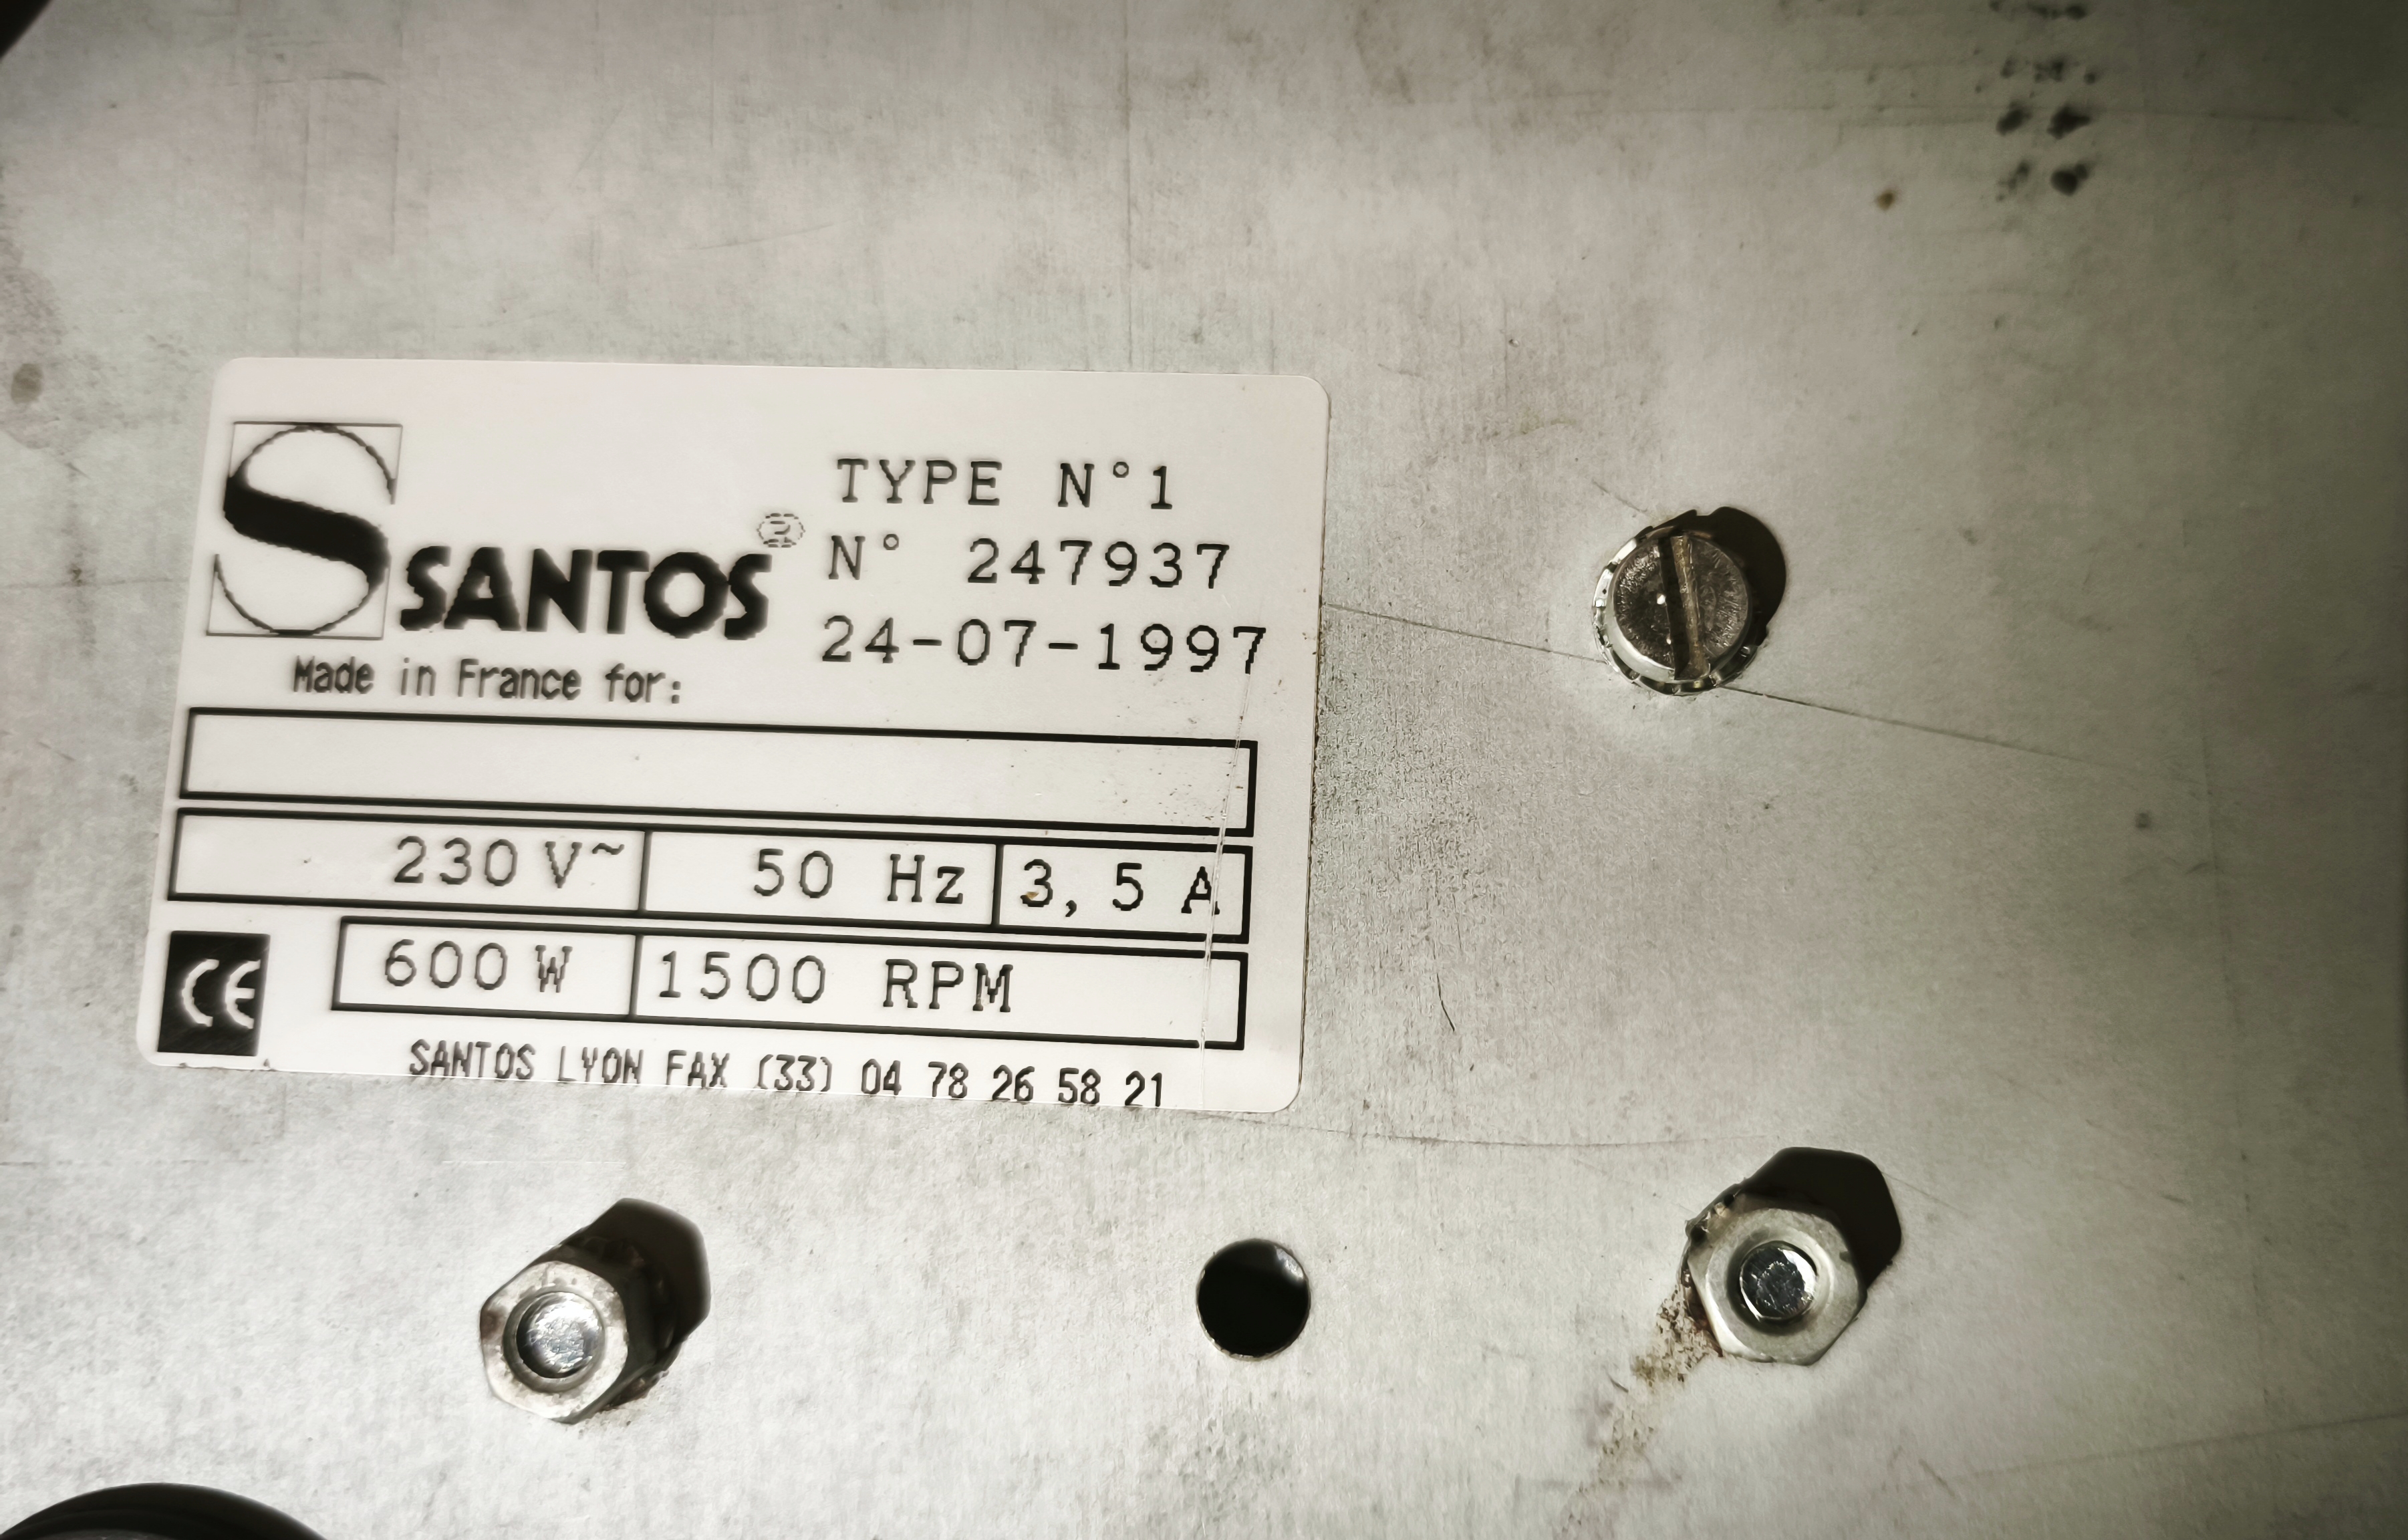 S SANTOS®
TYPE N°1
N° 247937
24-07-1997
Made in France for:
230 V~ 50 Hz 3,5 A
CE 600 W 1500 RPM
SANTOS LYON FAX (33) 04 78 26 58 21